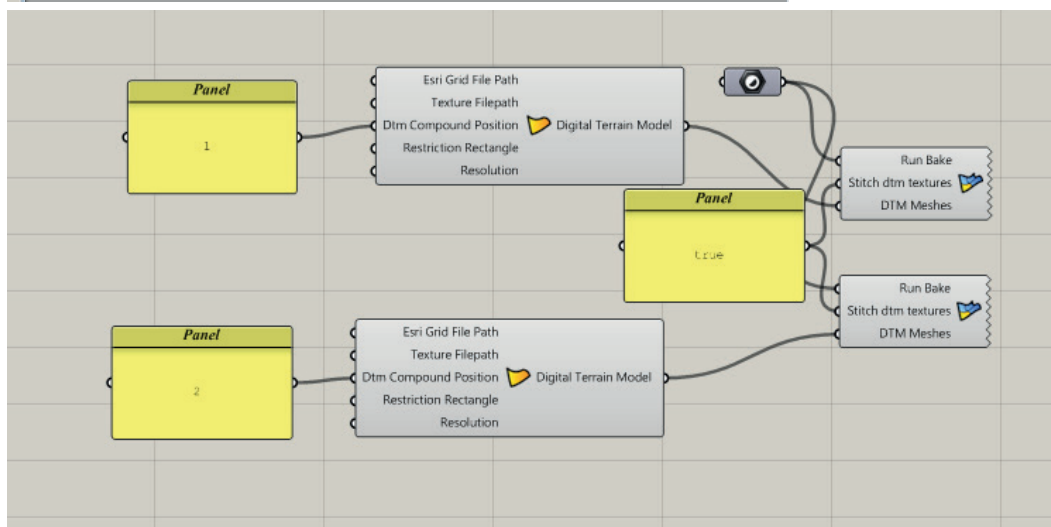 Panel
1
Esri Grid File Path
Texture Filepath
Dtm Compound Position
Restriction Rectangle
Resolution
Digital Terrain Model
Run Bake
Stitch dtm textures
DTM Meshes
Panel
true
Run Bake
Stitch dtm textures
DTM Meshes
Panel
2
Esri Grid File Path
Texture Filepath
Dtm Compound Position
Restriction Rectangle
Resolution
Digital Terrain Model